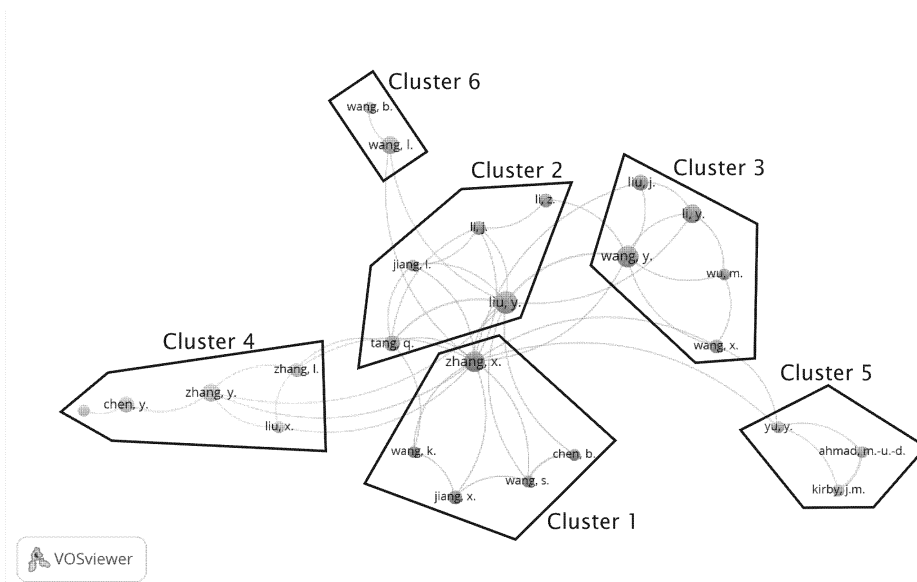 Cluster 6
wang, b.
wang, l.
Cluster 2
Cluster 3
li, z.
liu, j.
li, j.
li, y.
wang, y.
jiang, l.
wu, m.
liu, y.
tang, q.
wang, x.
Cluster 4
zhang, l.
zhang, x.
zhang, y.
chen, y.
liu, x.
Cluster 5
yu, y.
ahmad, m.-u.-d.
kirby, j.m.
wang, k.
chen, b.
wang, s.
jiang, x.
Cluster 1
VOSviewer